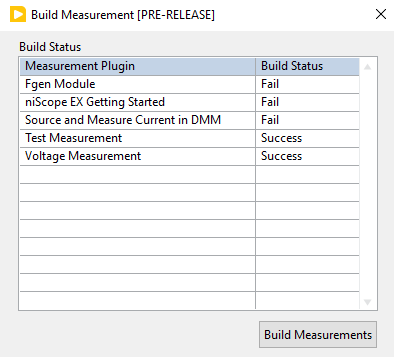 Build Measurement [PRE-RELEASE]
Build Status
Measurement Plugin Build Status
Fgen Module Fail
niScope EX Getting Started Fail
Source and Measure Current in DMM Fail
Test Measurement Success
Voltage Measurement Success
Build Measurements